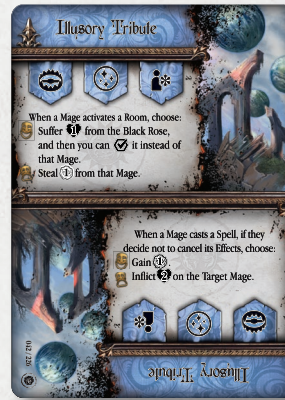 Illusory Tribute
When a Mage activates a Room, choose:
Suffer 1 from the Black Rose,
and then you can it instead of
that Mage.
Steal 1 from that Mage.
When a Mage casts a Spell, if they
decide not to cancel its Effects, choose:
Gain 1.
Inflict 2 on the Target Mage.
Illusory Tribute